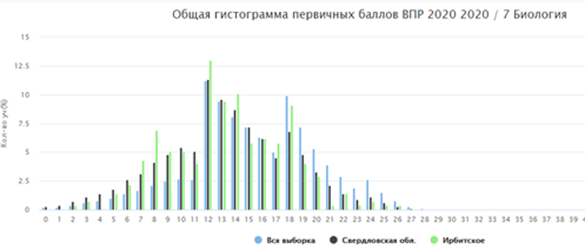 Общая гистограмма первичных баллов ВПР 2020 2020 / 7 Биология
15
12.5
10
7.5
5
2.5
0
Кол-во уч(%)
0 1 2 3 4 5 6 7 8 9 10 11 12 13 14 15 16 17 18 19 20 21 22 23 24 25 26 27 28 29 30 31 32 33 34 35 36 37 38 39
Вся выборка Свердловская обл. Ирбитское